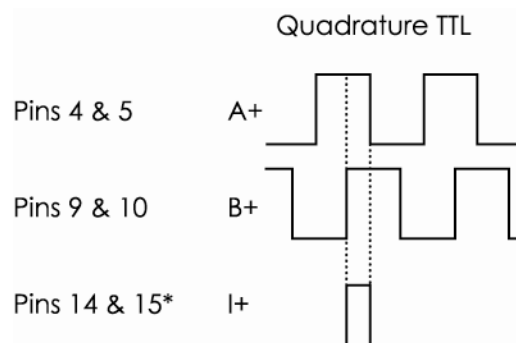 Quadrature TTL
Pins 4 & 5 A+
Pins 9 & 10 B+
Pins 14 & 15* I+